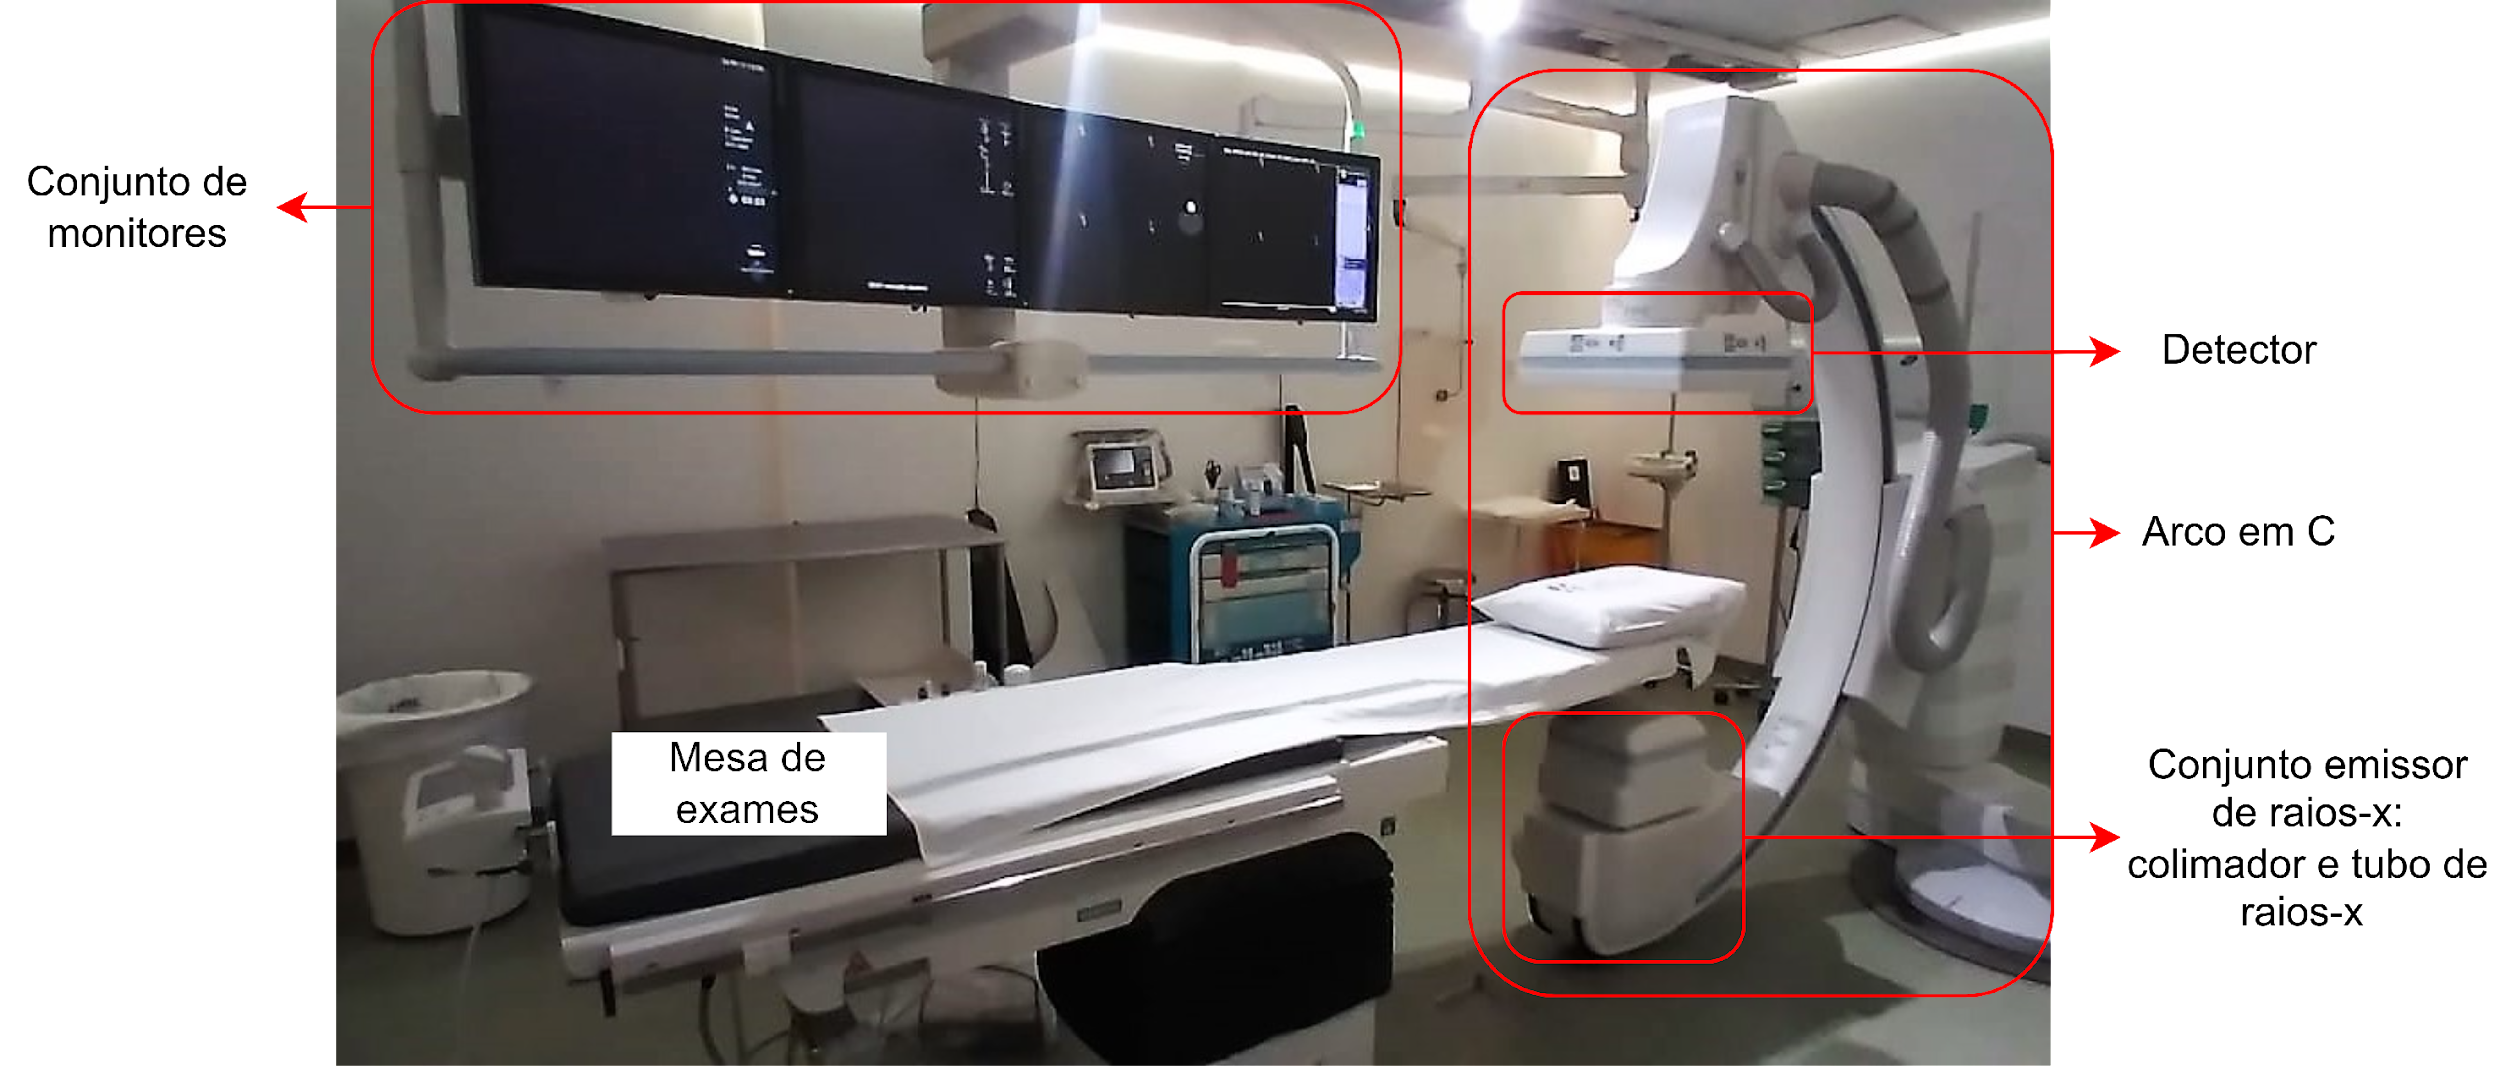 Conjunto de
monitores
Detector
Arco em C
Mesa de
exames
Conjunto emissor
de raios-x:
colimador e tubo de
raios-x